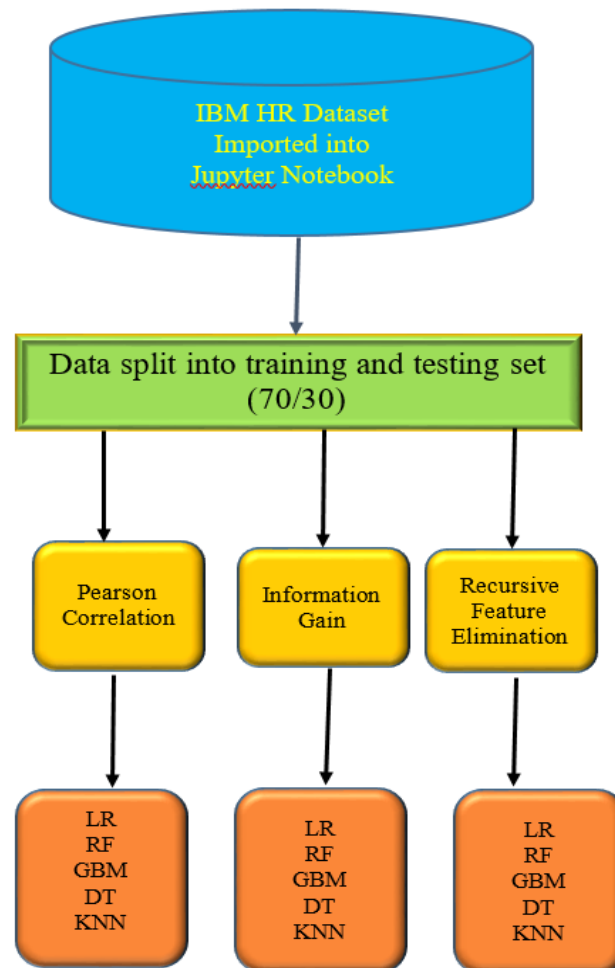 IBM HR Dataset
Imported into
Jupyter Notebook
Data split into training and testing set
(70/30)
Pearson
Correlation
Information
Gain
Recursive
Feature
Elimination
LR
RF
GBM
DT
KNN
LR
RF
GBM
DT
KNN
LR
RF
GBM
DT
KNN